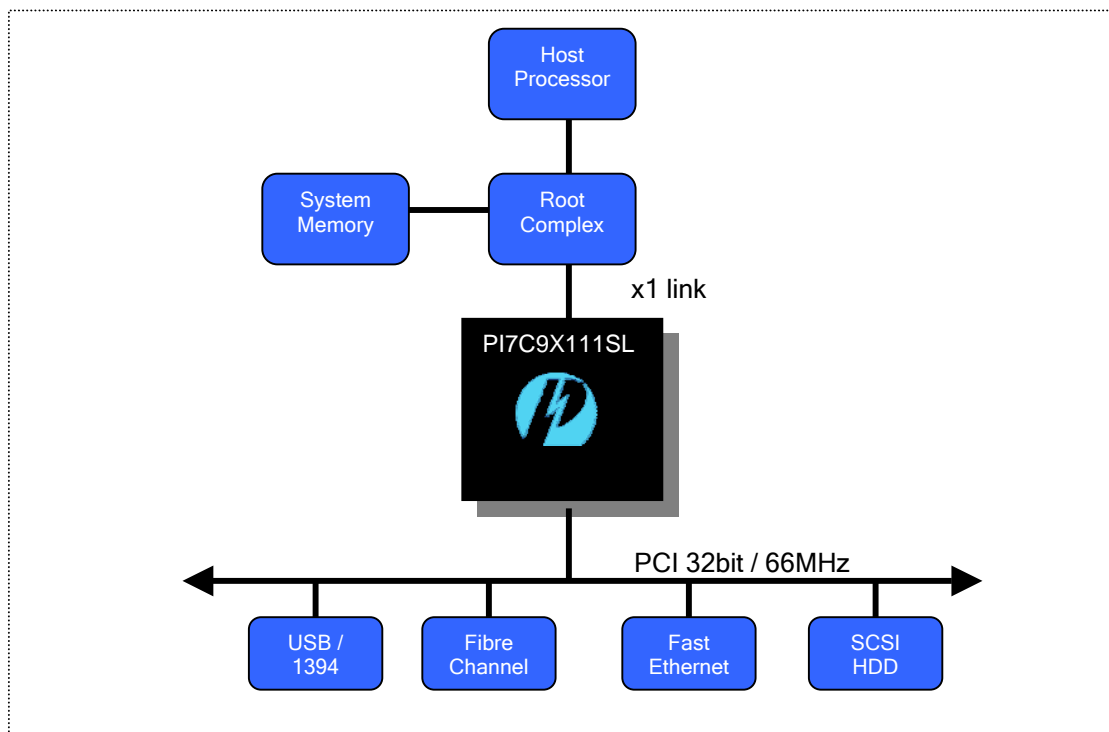 Host
Processor
System
Memory
Root
Complex
x1 link
PI7C9X111SL
PCI 32bit / 66MHz
USB /
1394
Fibre
Channel
Fast
Ethernet
SCSI
HDD